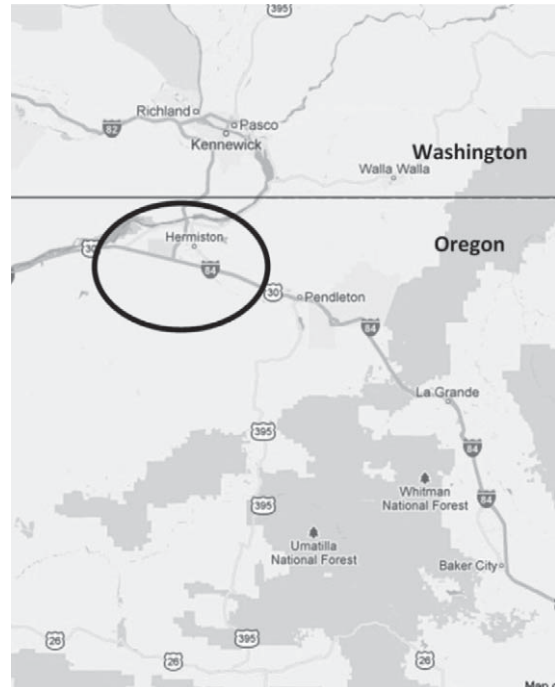 395
Richland
Pasco
82
Kennewick
Washington
Walla Walla
Oregon
Hermiston
30
84
30
Pendleton
84
La Grande
395
84
Whitman
National Forest
84
395
Umatilla
National Forest
Baker City
26
395
26
26
Map